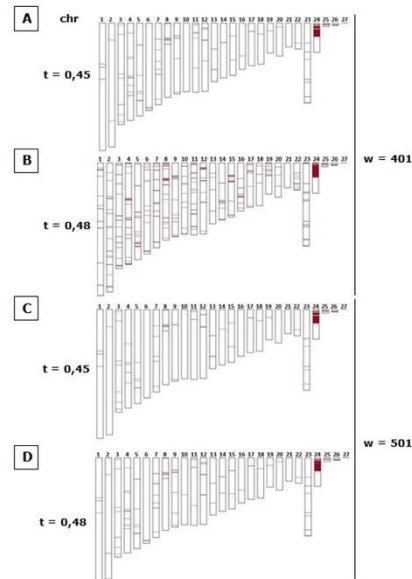 A
chr
1 2 3 4 5 6 7 8 9 10 11 12 13 14 15 16 17 18 19 20 21 22 23 24 25 26 27
t = 0,45
B
1 2 3 4 5 6 7 8 9 10 11 12 13 14 15 16 17 18 19 20 21 22 23 24 25 26 27
t = 0,48
w = 401
C
1 2 3 4 5 6 7 8 9 10 11 12 13 14 15 16 17 18 19 20 21 22 23 24 25 26 27
t = 0,45
D
1 2 3 4 5 6 7 8 9 10 11 12 13 14 15 16 17 18 19 20 21 22 23 24 25 26 27
t = 0,48
w = 501